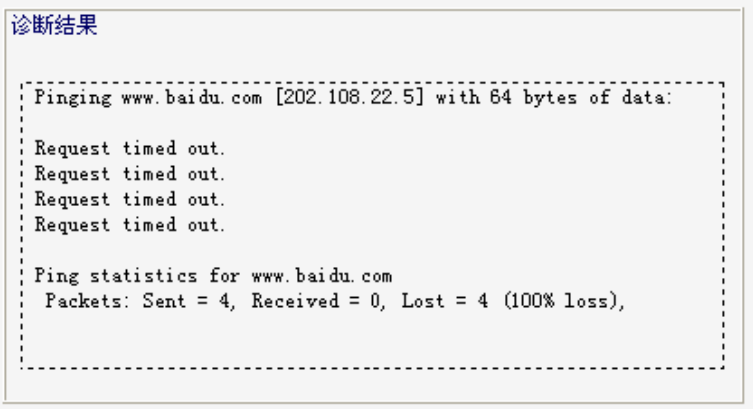 诊断结果
Pinging www.baidu.com [202.108.22.5] with 64 bytes of data:
Request timed out.
Request timed out.
Request timed out.
Request timed out.
Ping statistics for www.baidu.com
Packets: Sent = 4, Received = 0, Lost = 4 (100% loss),